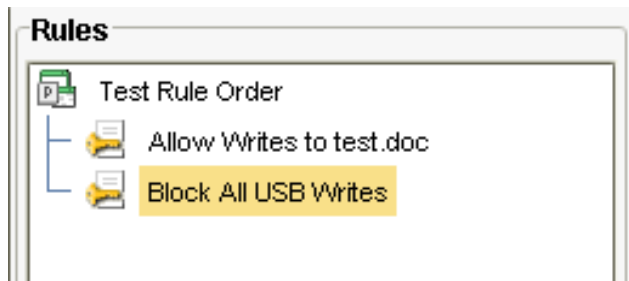 Rules
P Test Rule Order
Allow Writes to test.doc
Block All USB Writes